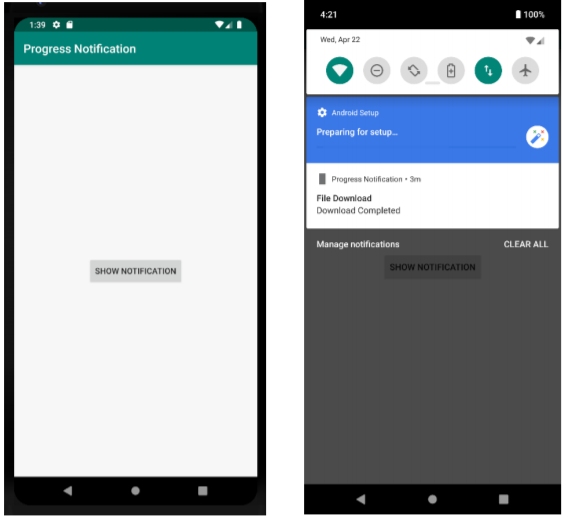 1:39
Progress Notification
SHOW NOTIFICATION
4:21 100%
Wed, Apr 22
Android Setup
Preparing for setup...
Progress Notification • 3m
File Download
Download Completed
Manage notifications CLEAR ALL
SHOW NOTIFICATION